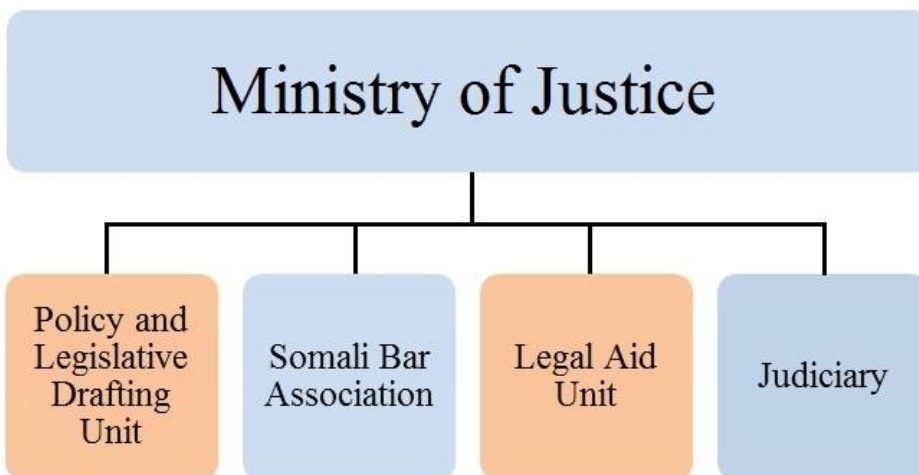 Ministry of Justice
Policy and
Legislative
Drafting
Unit
Somali Bar
Association
Legal Aid
Unit
Judiciary